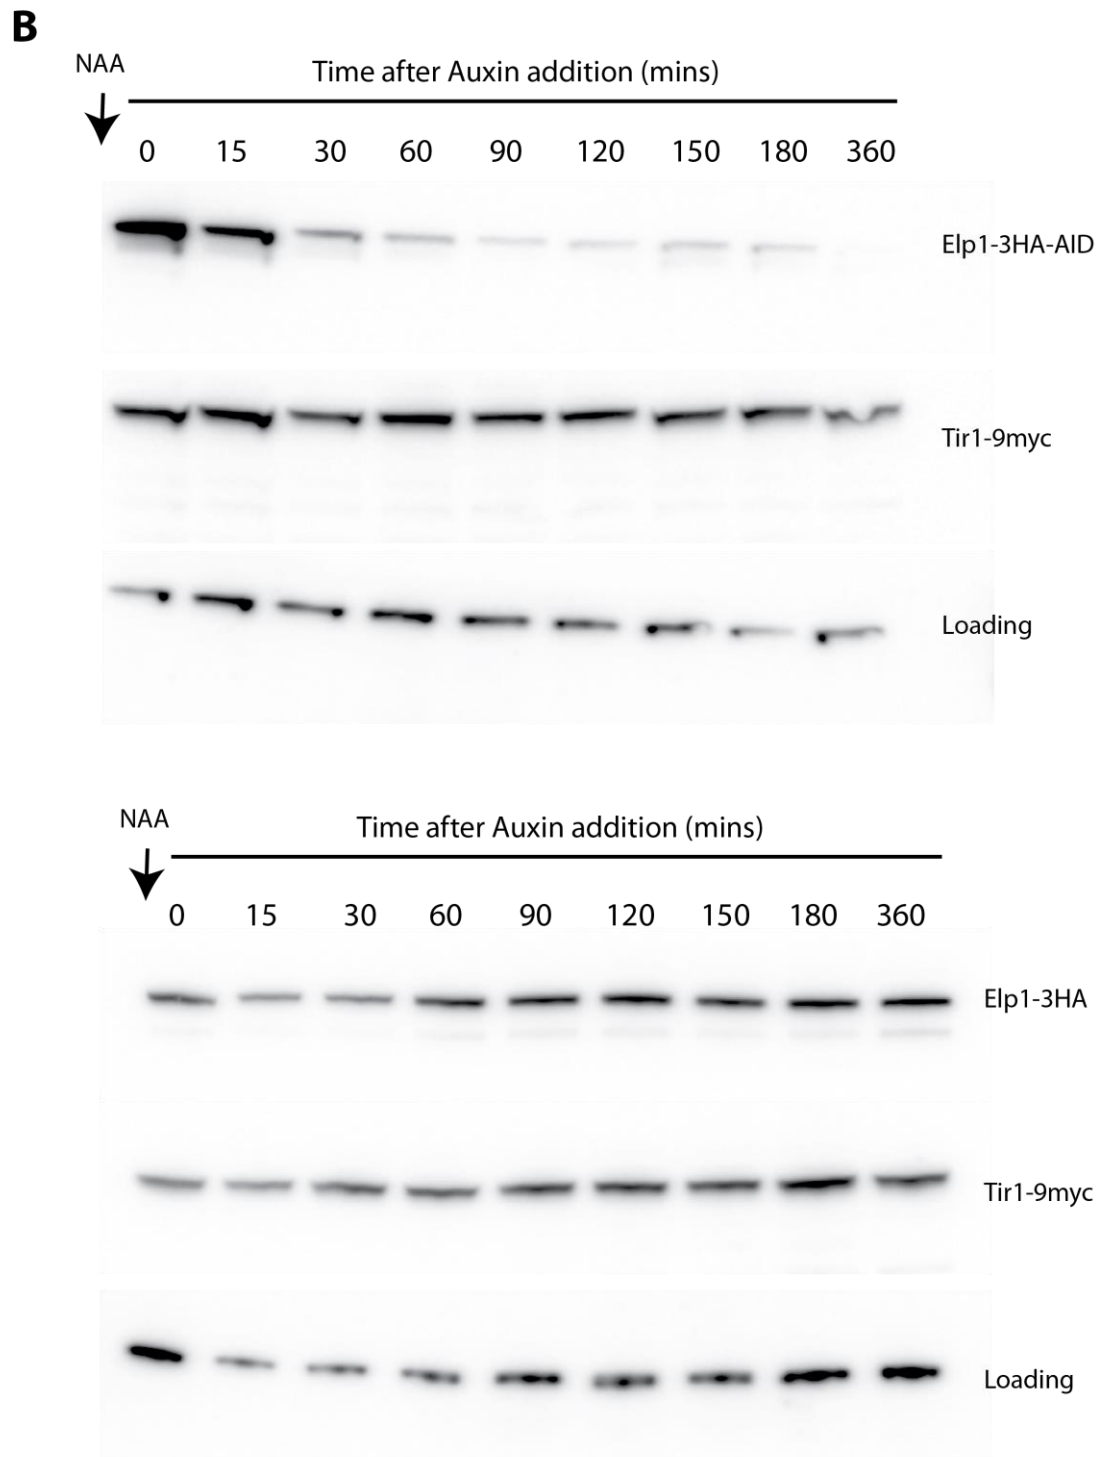 B
NAA
Time after Auxin addition (mins)
0 15 30 60 90 120 150 180 360
Elp1-3HA-AID
Tir1-9myc
Loading
NAA
Time after Auxin addition (mins)
0 15 30 60 90 120 150 180 360
Elp1-3HA
Tir1-9myc
Loading